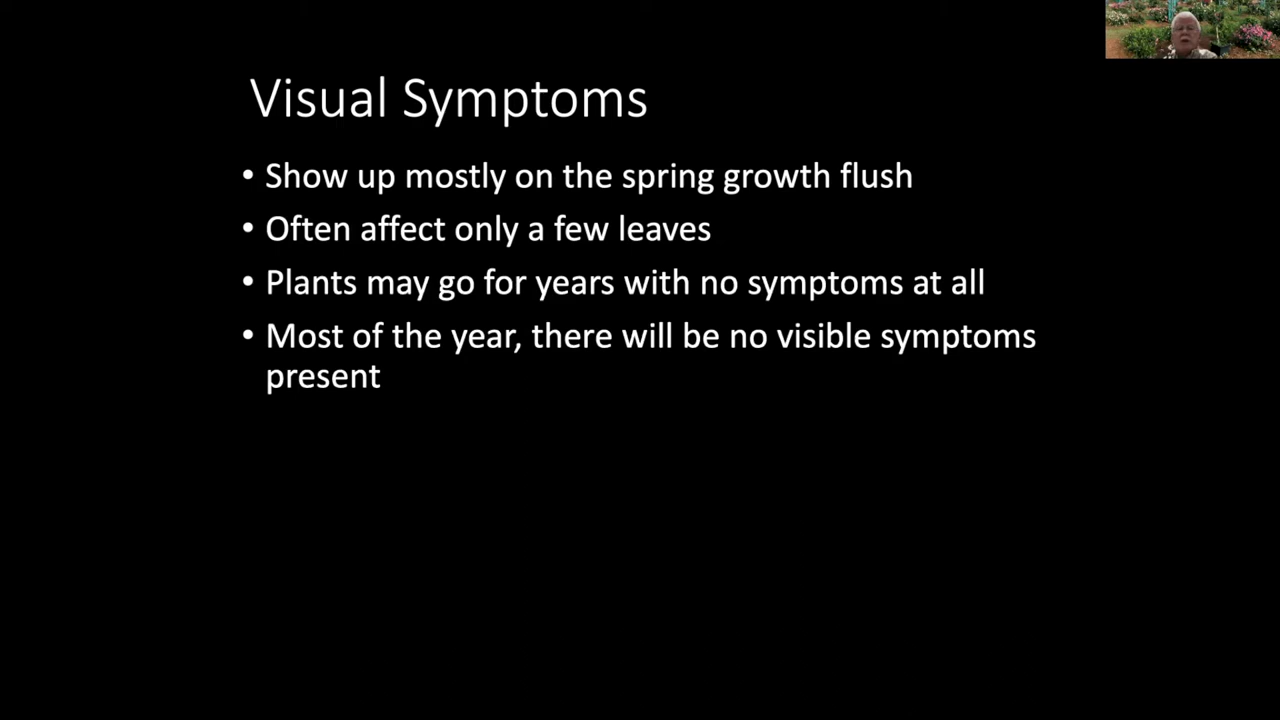 Visual Symptoms
• Show up mostly on the spring growth flush
• Often affect only a few leaves
• Plants may go for years with no symptoms at all
• Most of the year, there will be no visible symptoms
present